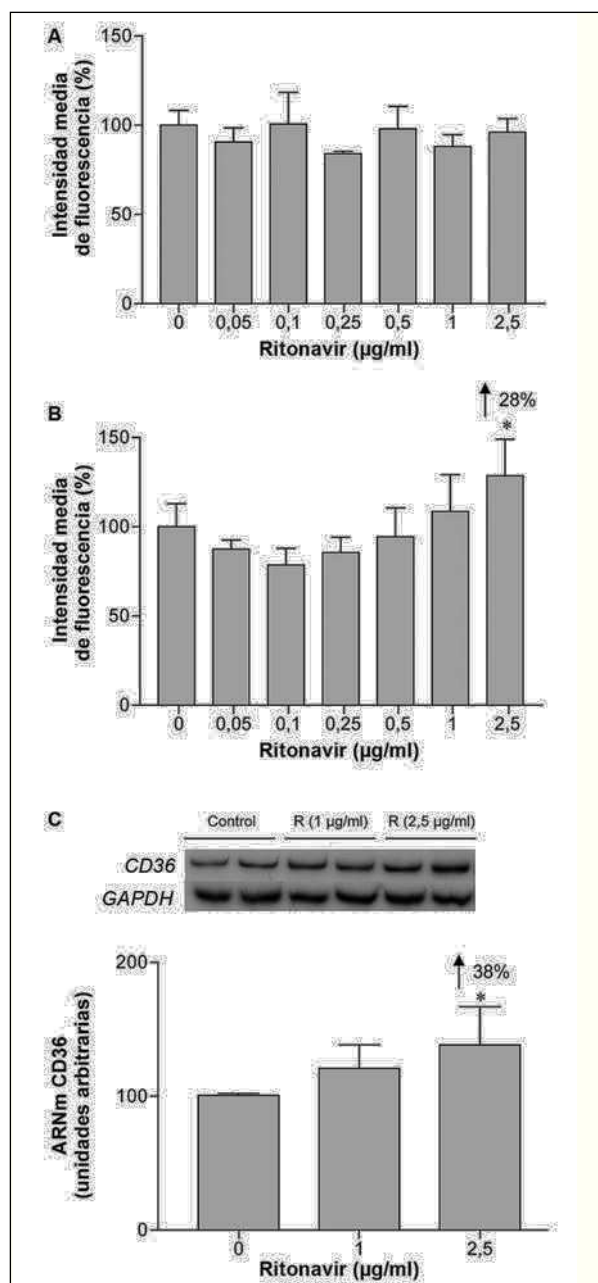 A
Intensidad media
de fluorescencia (%)
150
100
50
0
0 0,05 0,1 0,25 0,5 1 2,5
Ritonavir (µg/ml)
28%
B
*
Intensidad media
de fluorescencia (%)
150
100
50
0
0 0,05 0,1 0,25 0,5 1 2,5
Ritonavir (µg/ml)
C
Control R (1 µg/ml) R (2,5 µg/ml)
CD36
GAPDH
38%
*
ARNm CD36
(unidades arbitrarias)
200
100
0
0 1 2,5
Ritonavir (µg/ml)